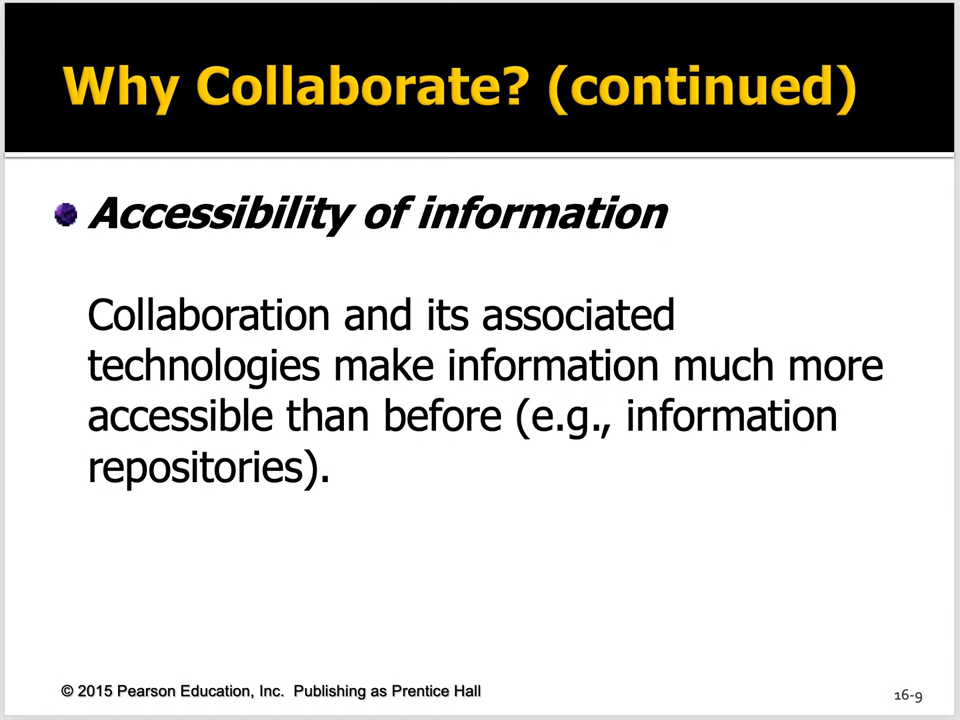 Why Collaborate? (continued)
Accessibility of information
Collaboration and its associated
technologies make information much more
accessible than before (e.g., information
repositories).
© 2015 Pearson Education, Inc.  Publishing as Prentice Hall
16-9